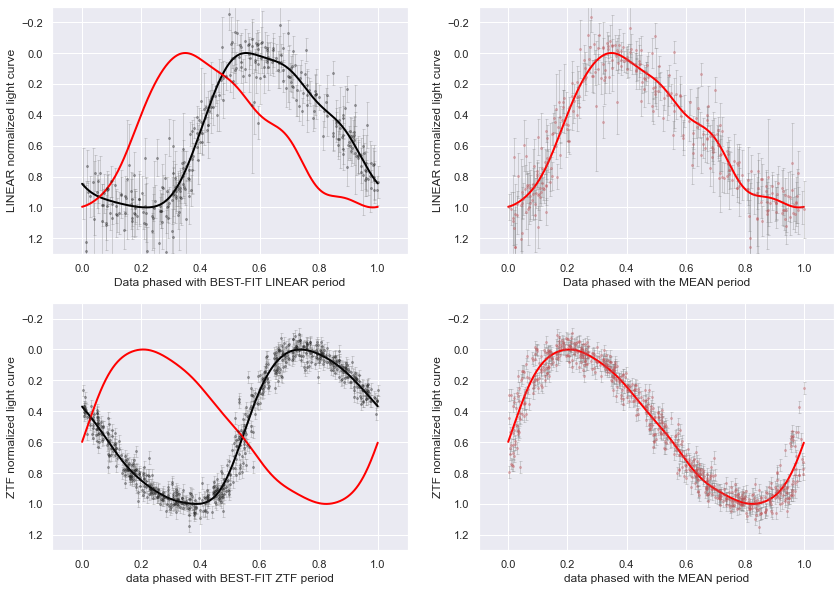 LINEAR normalized light curve
−0.2
0.0
0.2
0.4
0.6
0.8
1.0
1.2
0.0 0.2 0.4 0.6 0.8 1.0
Data phased with BEST-FIT LINEAR period
LINEAR normalized light curve
−0.2
0.0
0.2
0.4
0.6
0.8
1.0
1.2
0.0 0.2 0.4 0.6 0.8 1.0
Data phased with the MEAN period
ZTF normalized light curve
−0.2
0.0
0.2
0.4
0.6
0.8
1.0
1.2
0.0 0.2 0.4 0.6 0.8 1.0
data phased with BEST-FIT ZTF period
ZTF normalized light curve
−0.2
0.0
0.2
0.4
0.6
0.8
1.0
1.2
0.0 0.2 0.4 0.6 0.8 1.0
data phased with the MEAN period